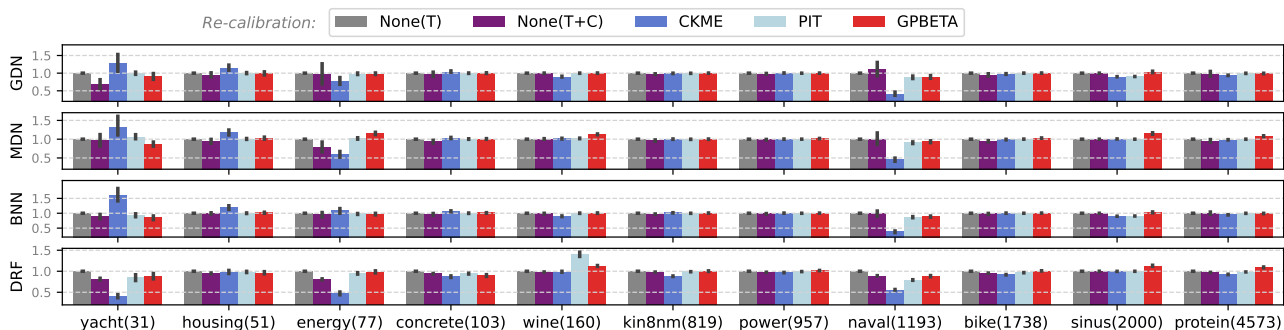 Re-calibration: None(T) None(T+C) CKME PIT GPBETA
GDN
1.5
1.0
0.5
MDN
1.5
1.0
0.5
BNN
1.5
1.0
0.5
DRF
1.5
1.0
0.5
yacht(31) housing(51) energy(77) concrete(103) wine(160) kin8nm(819) power(957) naval(1193) bike(1738) sinus(2000) protein(4573)